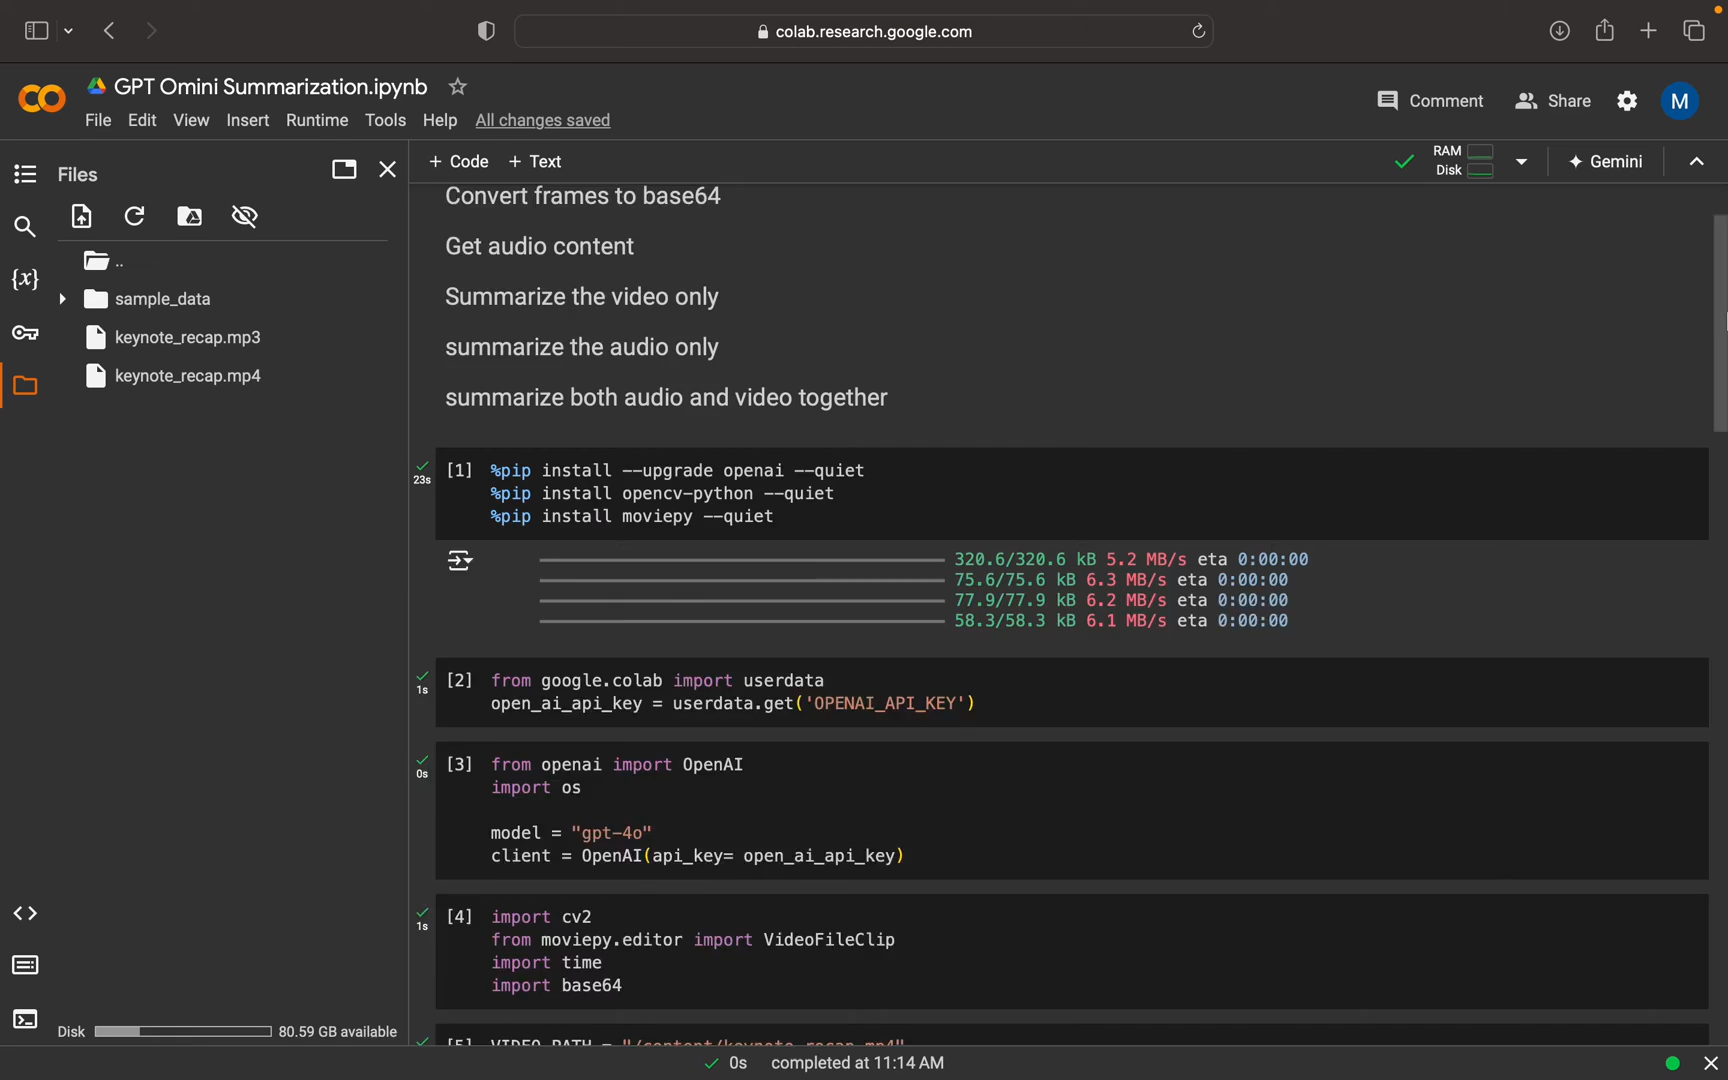 colab.research.google.com
GPT Omini Summarization.ipynb
File Edit View Insert Runtime Tools Help All changes saved
Comment Share M
Files
+ Code + Text
RAM
Disk
Gemini
..
sample_data
keynote_recap.mp3
keynote_recap.mp4
{x}
Convert frames to base64
Get audio content
Summarize the video only
summarize the audio only
summarize both audio and video together
23s
[1] %pip install --upgrade openai --quiet
%pip install opencv-python --quiet
%pip install moviepy --quiet
320.6/320.6 kB 5.2 MB/s eta 0:00:00
75.6/75.6 kB 6.3 MB/s eta 0:00:00
77.9/77.9 kB 6.2 MB/s eta 0:00:00
58.3/58.3 kB 6.1 MB/s eta 0:00:00
1s
[2] from google.colab import userdata
open_ai_api_key = userdata.get('OPENAI_API_KEY')
0s
[3] from openai import OpenAI
import os
model = "gpt-4o"
client = OpenAI(api_key= open_ai_api_key)
1s
[4] import cv2
from moviepy.editor import VideoFileClip
import time
import base64
[5] VIDEO_PATH = "/content/keynote_recap.mp4"
Disk 80.59 GB available
0s completed at 11:14 AM